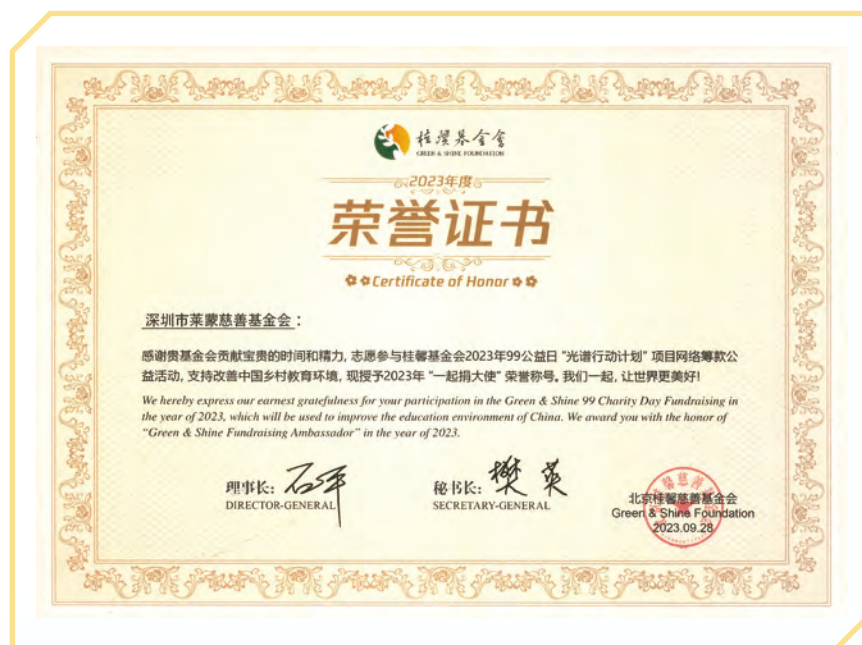 桂馨基金會
GREEN & SHINE FOUNDATION
2023年度
荣誉证书
Certificate of Honor
深圳市莱蒙慈善基金会：
感谢贵基金会贡献宝贵的时间和精力，志愿参与桂馨基金会2023年99公益日“光谱行动计划”项目网络筹款公
益活动，支持改善中国乡村教育环境，现授予2023年“一起捐大使”荣誉称号。我们一起，让世界更美好！
We hereby express our earnest gratefulness for your participation in the Green & Shine 99 Charity Day Fundraising in
the year of 2023, which will be used to improve the education environment of China. We award you with the honor of
“Green & Shine Fundraising Ambassador” in the year of 2023.
理事长：石平
DIRECTOR-GENERAL
秘书长：樊英
SECRETARY-GENERAL
北京桂馨慈善基金会
Green & Shine Foundation
2023.09.28